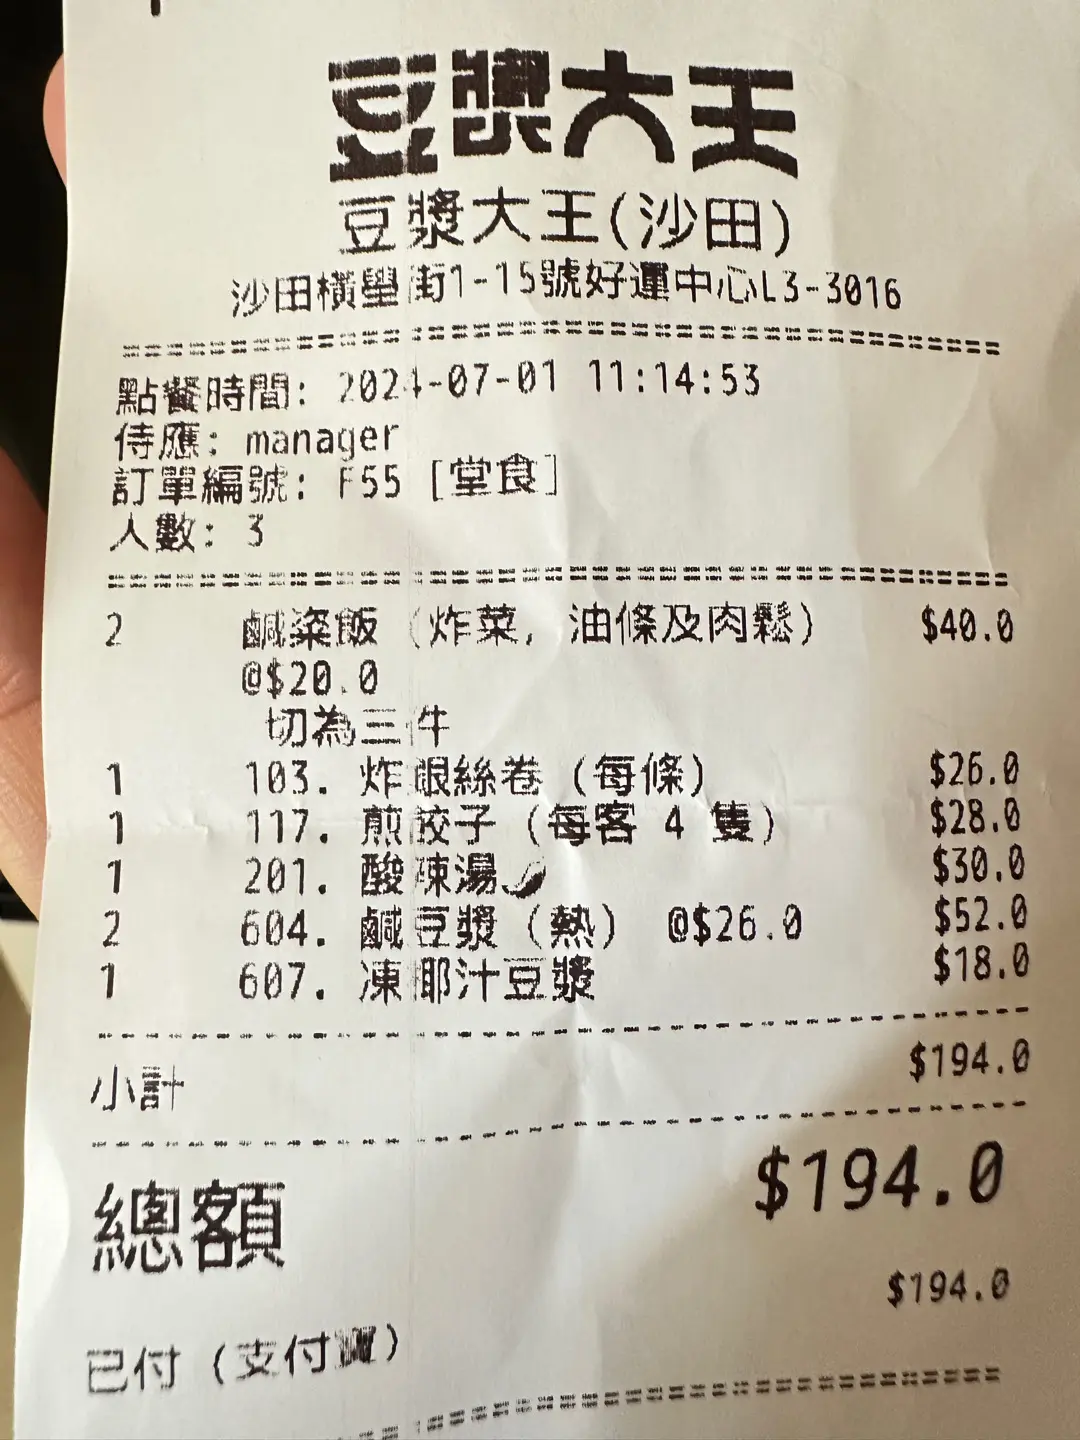 豆漿大王
豆漿大王(沙田)
沙田橫壆街1-15號好運中心L3-3016
點餐時間: 2024-07-01 11:14:53
侍應: manager
訂單編號: F55 [堂食]
人數: 3
2 鹹粢飯 (炸菜, 油條及肉鬆) $40.0
@$20.0
切為三件
1 103. 炸銀絲卷 (每條) $26.0
1 117. 煎餃子 (每客 4 隻) $28.0
1 201. 酸辣湯🌶 $30.0
2 604. 鹹豆漿 (熱) @$26.0 $52.0
1 607. 凍椰汁豆漿 $18.0
小計 $194.0
總額 $194.0
$194.0
已付 (支付寶)